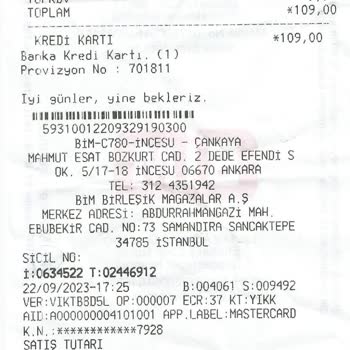 TOPLAM *109,00
KREDİ KARTI *109,00
Banka Kredi Kartı. (1)
Provizyon No : 701811
İyi günler, yine bekleriz.
59310012209329190300
BİM-C780-İNCESU - ÇANKAYA
MAHMUT ESAT BOZKURT CAD. 2 DEDE EFENDİ S
OK. 5/17-18 İNCESU 06670 ANKARA
TEL: 312 4351942
BİM BİRLEŞİK MAĞAZALAR A.Ş
MERKEZ ADRESİ: ABDURRAHMANGAZİ MAH.
EBUBEKİR CAD. NO:73 SAMANDIRA SANCAKTEPE
34785 İSTANBUL
SİCİL NO:
İ:0634522 T:02446912
22/09/2023-17:25 B:004061 S:009492
VER:VIKTB8D5L OP:000007 ECR:37 KT:YIKK
AID:A0000000041010​01 APP.LABEL:MASTERCARD
K.N.:************7928
SATIŞ TUTARI